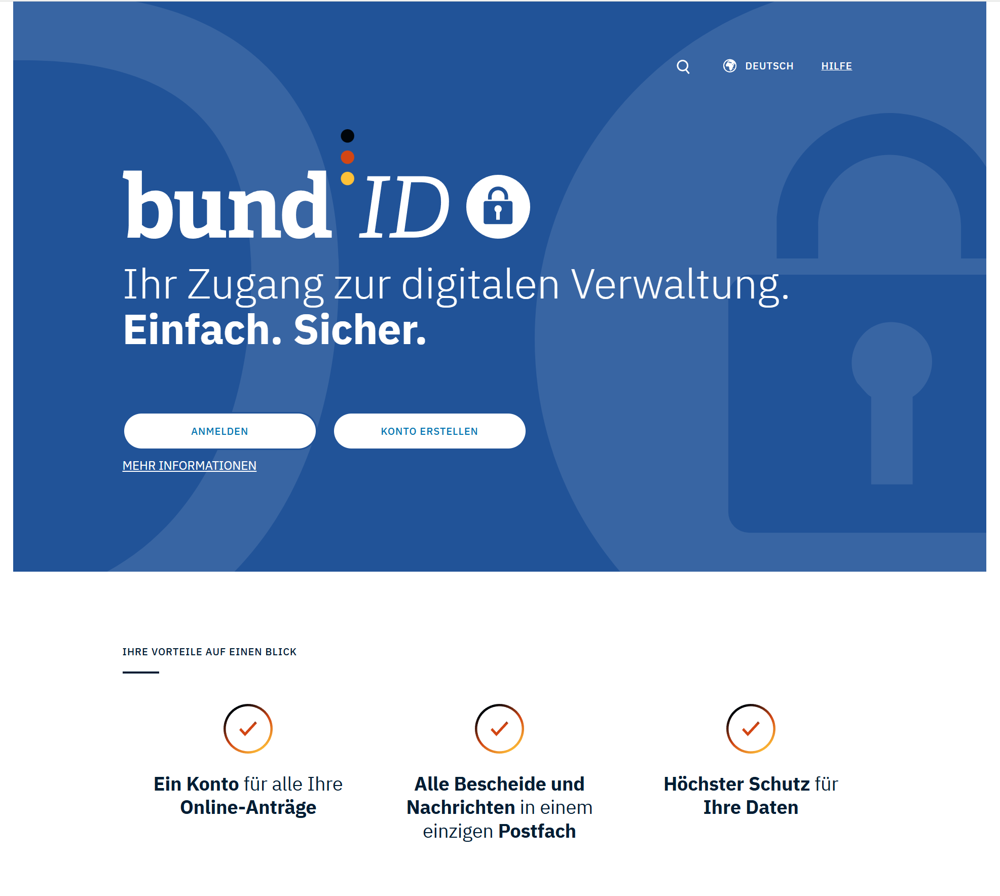 DEUTSCH HILFE
bund ID
Ihr Zugang zur digitalen Verwaltung.
Einfach. Sicher.
ANMELDEN
KONTO ERSTELLEN
MEHR INFORMATIONEN
IHRE VORTEILE AUF EINEN BLICK
Ein Konto für alle Ihre
Online-Anträge
Alle Bescheide und
Nachrichten in einem
einzigen Postfach
Höchster Schutz für
Ihre Daten